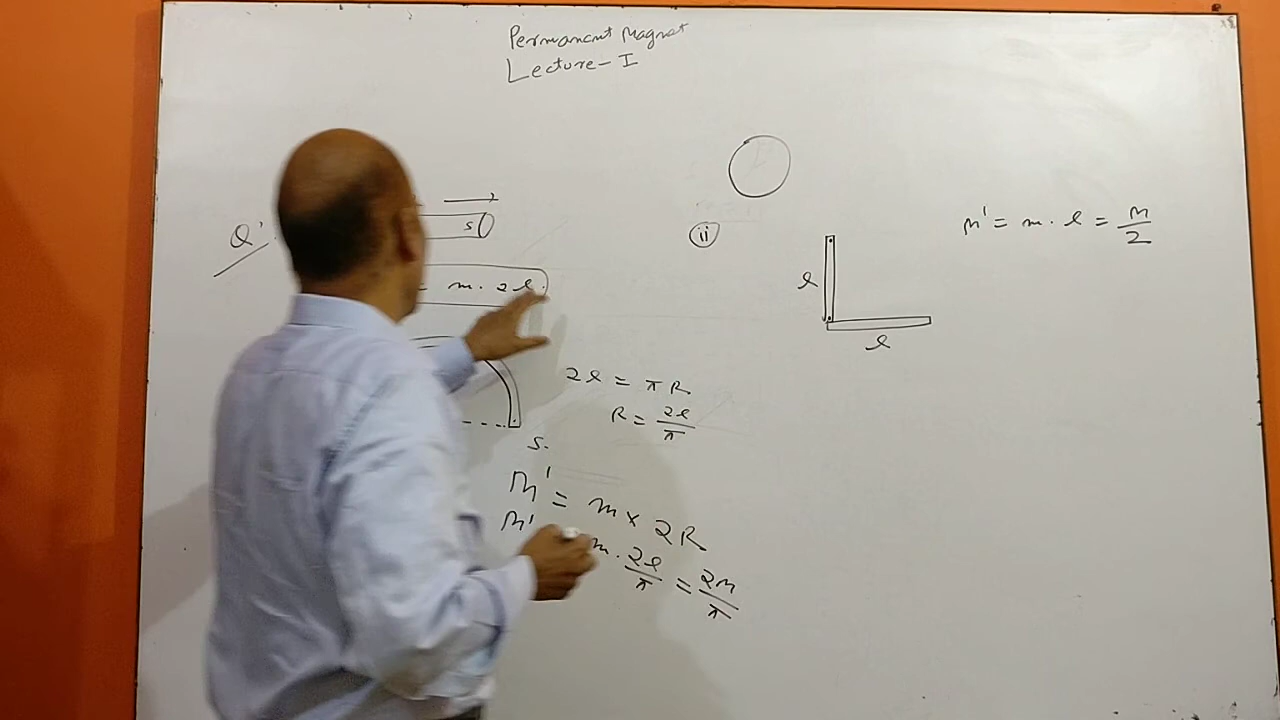 Permanent Magnet
Lecture - I
Q'
S
m . 2l
2l = πR
R = 2l/π
S.
M' = m × 2R
M'
m . 2l/π = 2M/π
(ii)
l
l
M' = m . l = M/2